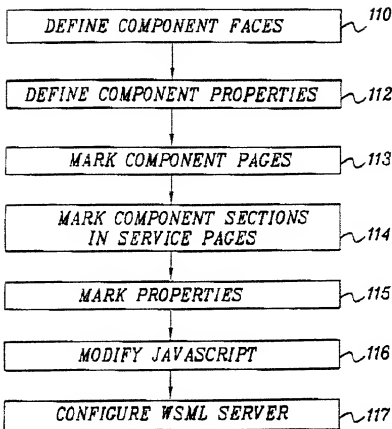 DEFINE COMPONENT FACES 110
DEFINE COMPONENT PROPERTIES 112
MARK COMPONENT PAGES 113
MARK COMPONENT SECTIONS
IN SERVICE PAGES 114
MARK PROPERTIES 115
MODIFY JAVASCRIPT 116
CONFIGURE WSML SERVER 117